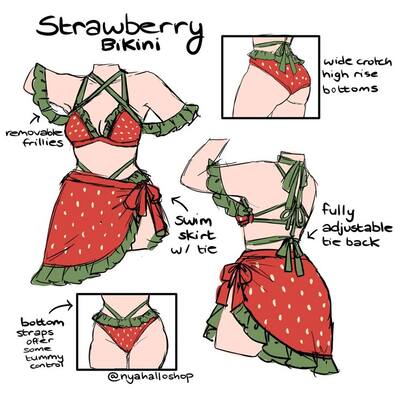 Strawberry
Bikini
wide crotch
high rise
bottoms
removable
frillies
swim
skirt
w/ tie
fully
adjustable
tie back
bottom
straps
offer
some
tummy
control
@nyahalloshop